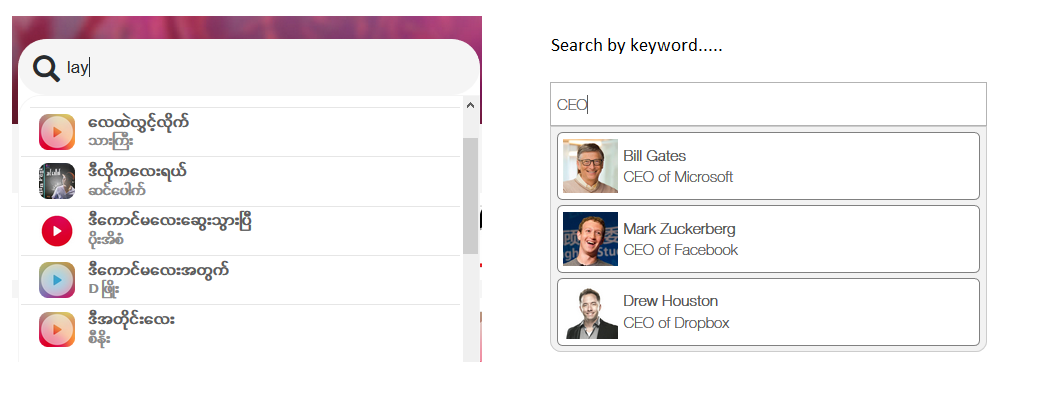 lay
လေထဲလွှင့်လိုက်
သားကြီး
ဒီလိုကလေးရယ်
ဆင်ပေါက်
ဒီကောင်မလေးဆွေးသွားပြီ
ပိုးအိစံ
ဒီကောင်မလေးအတွက်
D ဖြိုး
ဒီအတိုင်းလေး
စီနိုး
Search by keyword.....
CEO
Bill Gates
CEO of Microsoft
Mark Zuckerberg
CEO of Facebook
Drew Houston
CEO of Dropbox